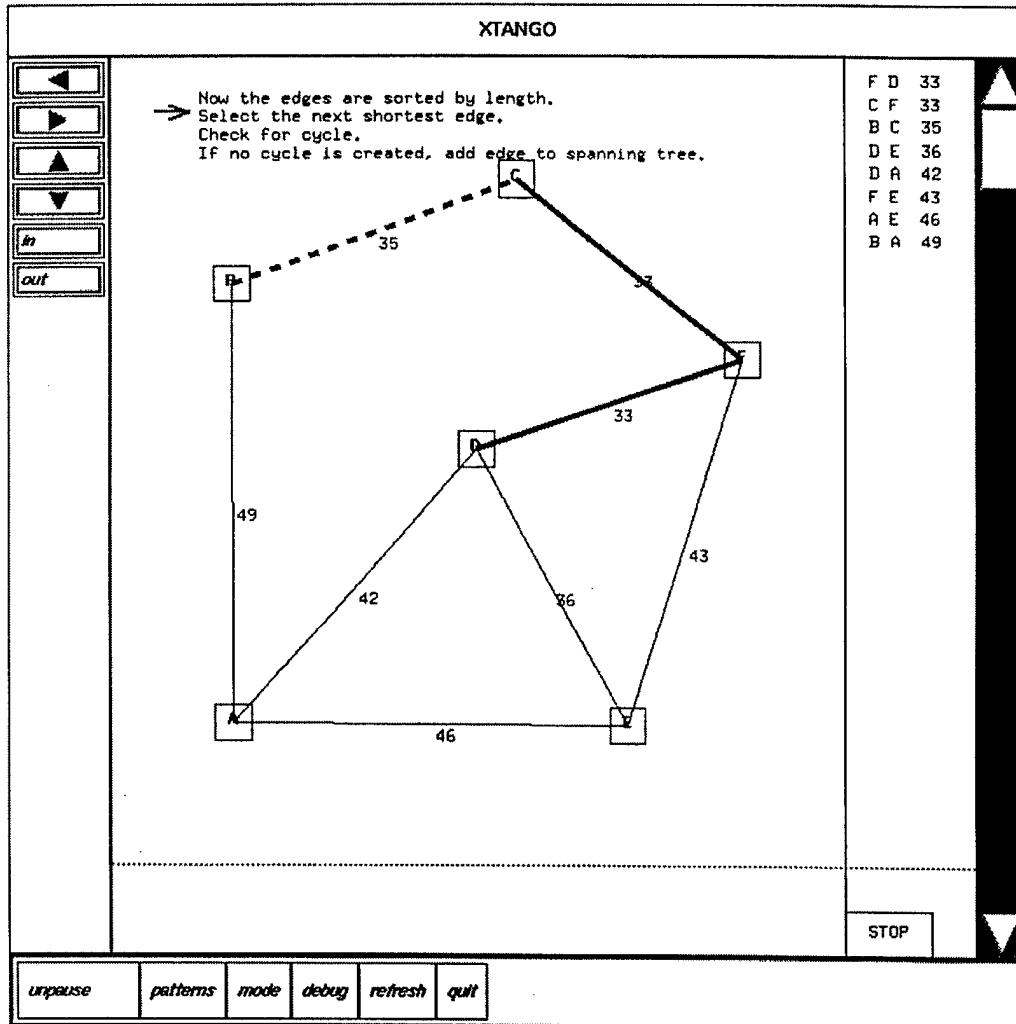 XTANGO
Now the edges are sorted by length.
Select the next shortest edge.
Check for cycle.
If no cycle is created, add edge to spanning tree.
F D 33
C F 33
B C 35
D E 36
D A 42
F E 43
A E 46
B A 49
in
out
C
35
B
33
D
49
43
42
36
A
E
46
STOP
unpause
patterns
mode
debug
refresh
quit